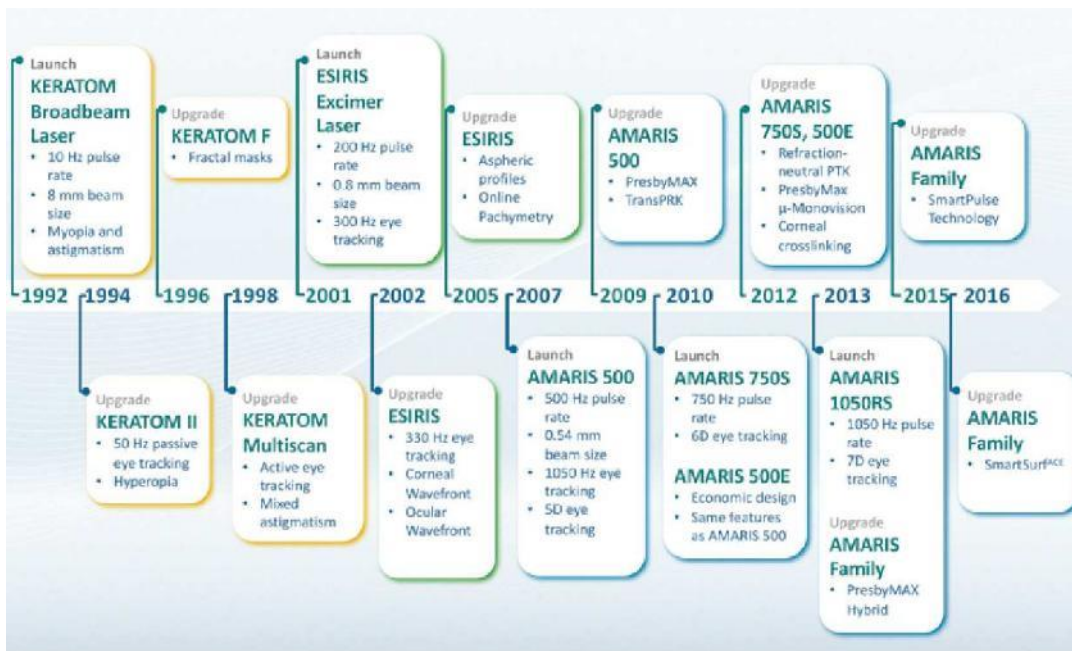 Launch
KERATOM
Broadbeam
Laser
• 10 Hz pulse
rate
• 8 mm beam
size
• Myopia and
astigmatism
Upgrade
KERATOM F
• Fractal masks
Launch
ESIRIS
Excimer
Laser
• 200 Hz pulse
rate
• 0.8 mm beam
size
• 300 Hz eye
tracking
Upgrade
ESIRIS
• Aspheric
profiles
• Online
Pachymetry
Upgrade
AMARIS
500
• PresbyMAX
• TransPRK
Upgrade
AMARIS
750S, 500E
• Refraction-
neutral PTK
• PresbyMax
μ-Monovision
• Corneal
crosslinking
Upgrade
AMARIS
Family
• SmartPulse
Technology
1992 1994 1996 1998 2001 2002 2005 2007 2009 2010 2012 2013 2015 2016
Upgrade
KERATOM II
• 50 Hz passive
eye tracking
• Hyperopia
Upgrade
KERATOM
Multiscan
• Active eye
tracking
• Mixed
astigmatism
Upgrade
ESIRIS
• 330 Hz eye
tracking
• Corneal
Wavefront
• Ocular
Wavefront
Launch
AMARIS 500
• 500 Hz pulse
rate
• 0.54 mm
beam size
• 1050 Hz eye
tracking
• 5D eye
tracking
Launch
AMARIS 750S
• 750 Hz pulse
rate
• 6D eye tracking
AMARIS 500E
• Economic design
• Same features
as AMARIS 500
Launch
AMARIS
1050RS
• 1050 Hz pulse
rate
• 7D eye
tracking
Upgrade
AMARIS
Family
• PresbyMAX
Hybrid
Upgrade
AMARIS
Family
• SmartSurfACE